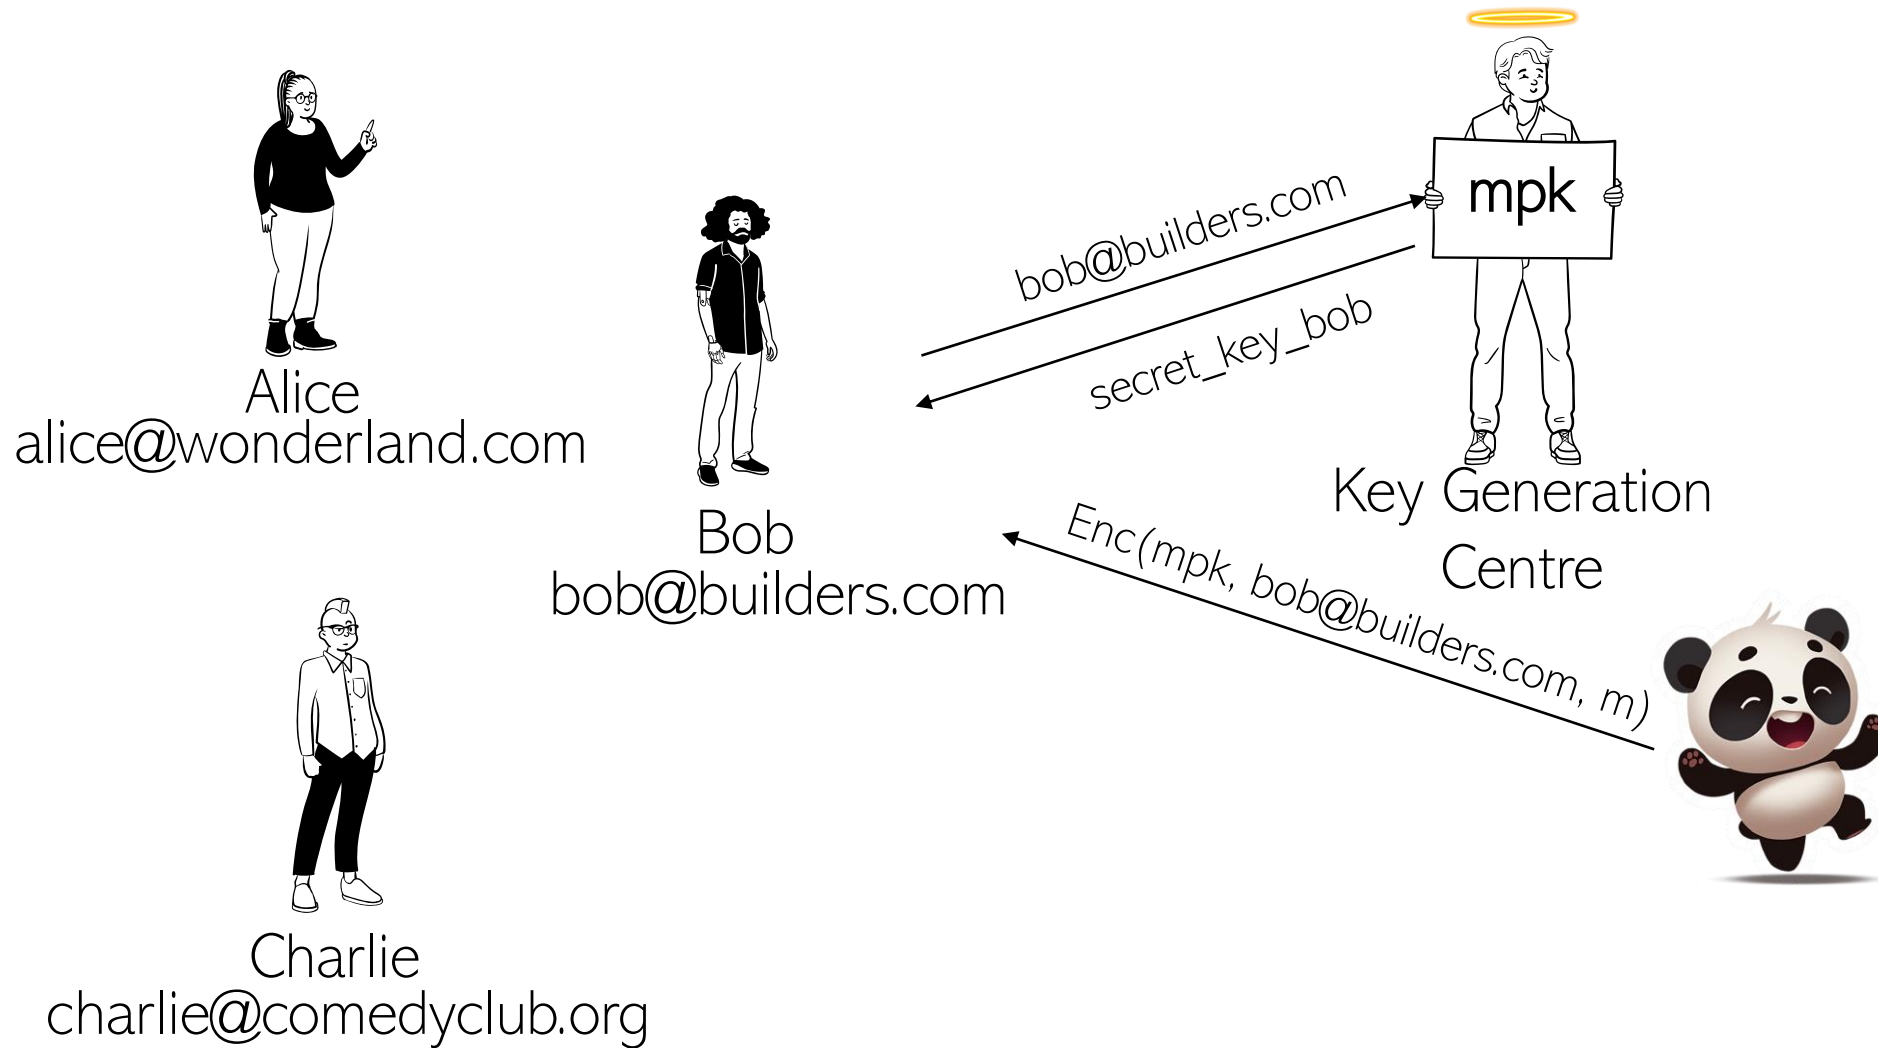 Alice
alice@wonderland.com
Bob
bob@builders.com
Charlie
charlie@comedyclub.org
bob@builders.com
secret_key_bob
mpk
Key Generation
Centre
Enc(mpk, bob@builders.com, m)